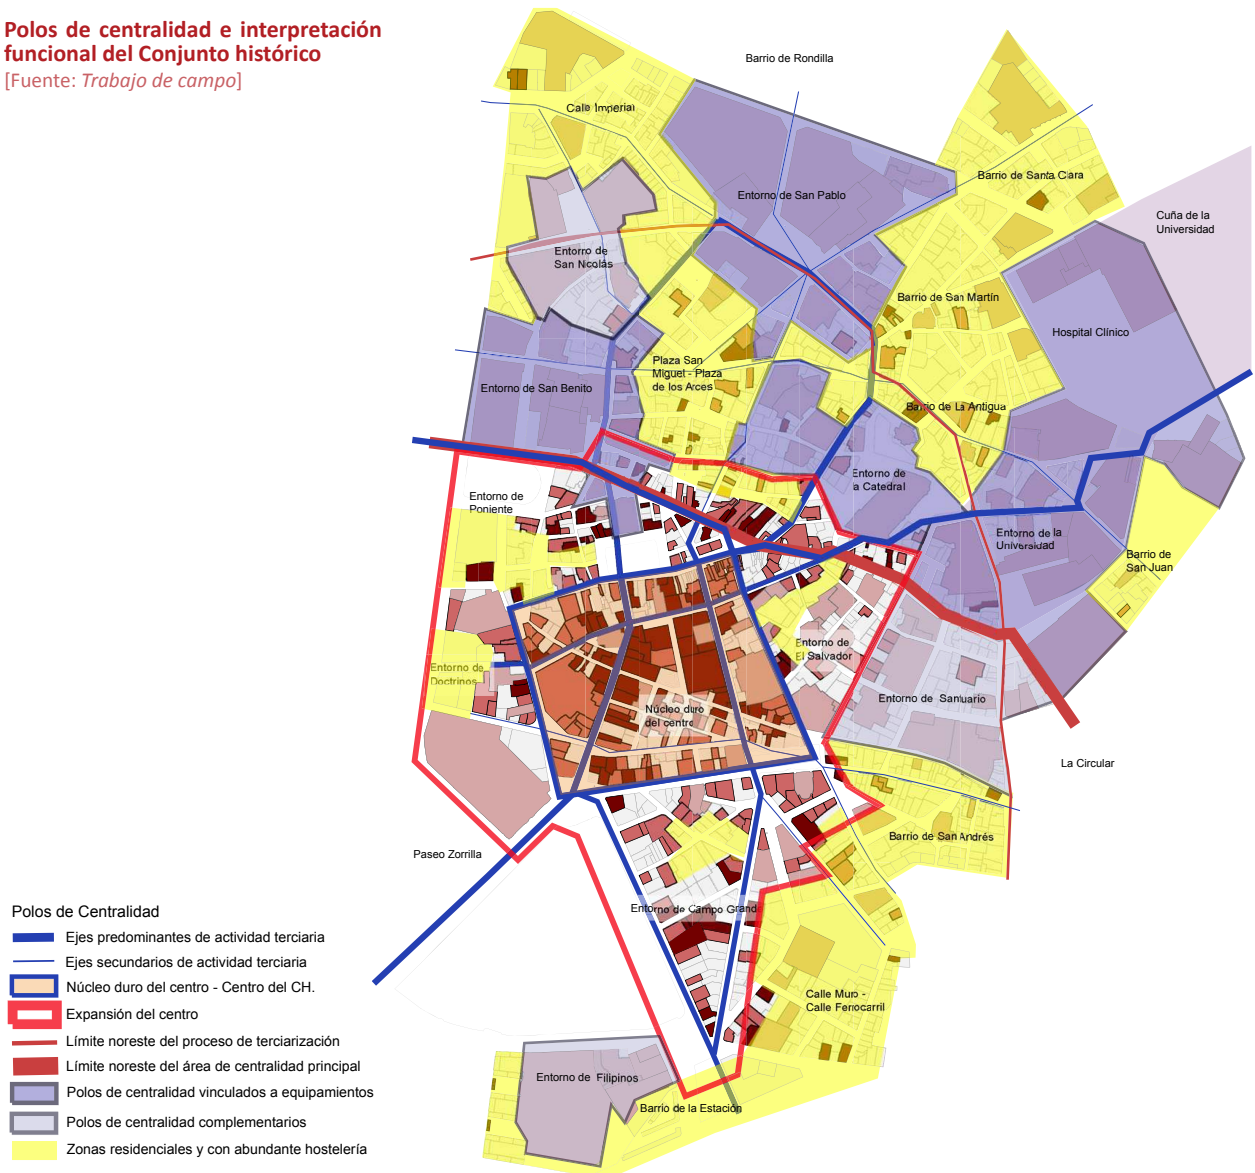 Polos de centralidad e interpretación
funcional del Conjunto histórico
[Fuente: Trabajo de campo]
Barrio de Rondilla
Calle Imperial
Barrio de Santa Clara
Entorno de San Pablo
Cuña de la
Universidad
Entorno de
San Nicolás
Barrio de San Martín
Hospital Clínico
Plaza San
Miguel - Plaza
de los Arces
Entorno de San Benito
Barrio de La Antigua
Entorno de
la Catedral
Entorno de
Poniente
Entorno de la
Universidad
Barrio de
San Juan
Entorno de
El Salvador
Entorno de
Doctrinos
Entorno de Santuario
Núcleo duro
del centro
La Circular
Barrio de San Andrés
Paseo Zorrilla
Entorno de Campo Grande
Calle Muro -
Calle Ferrocarril
Entorno de Filipinos
Barrio de la Estación
Polos de Centralidad
Ejes predominantes de actividad terciaria
Ejes secundarios de actividad terciaria
Núcleo duro del centro - Centro del CH.
Expansión del centro
Límite noreste del proceso de terciarización
Límite noreste del área de centralidad principal
Polos de centralidad vinculados a equipamientos
Polos de centralidad complementarios
Zonas residenciales y con abundante hostelería